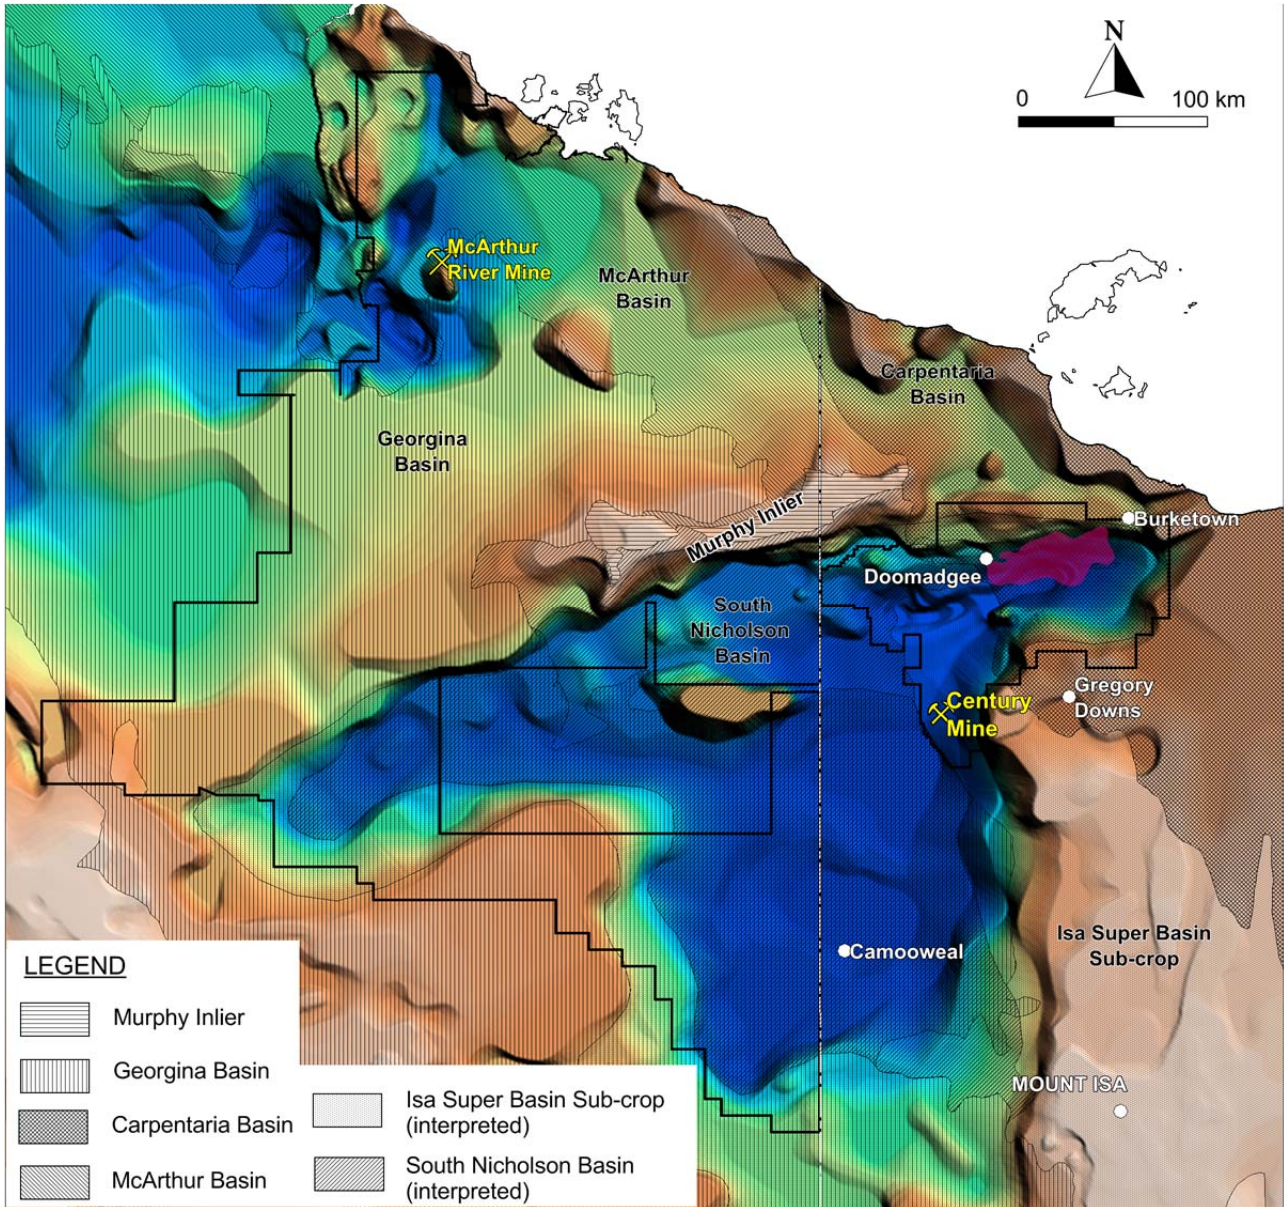 N
0 100 km
McArthur
River Mine
McArthur
Basin
Carpentaria
Basin
Georgina
Basin
Murphy Inlier
Burketown
Doomadgee
South
Nicholson
Basin
Gregory
Downs
Century
Mine
Isa Super Basin
Sub-crop
Camooweal
MOUNT ISA
LEGEND
Murphy Inlier
Georgina Basin
Carpentaria Basin
McArthur Basin
Isa Super Basin Sub-crop
(interpreted)
South Nicholson Basin
(interpreted)